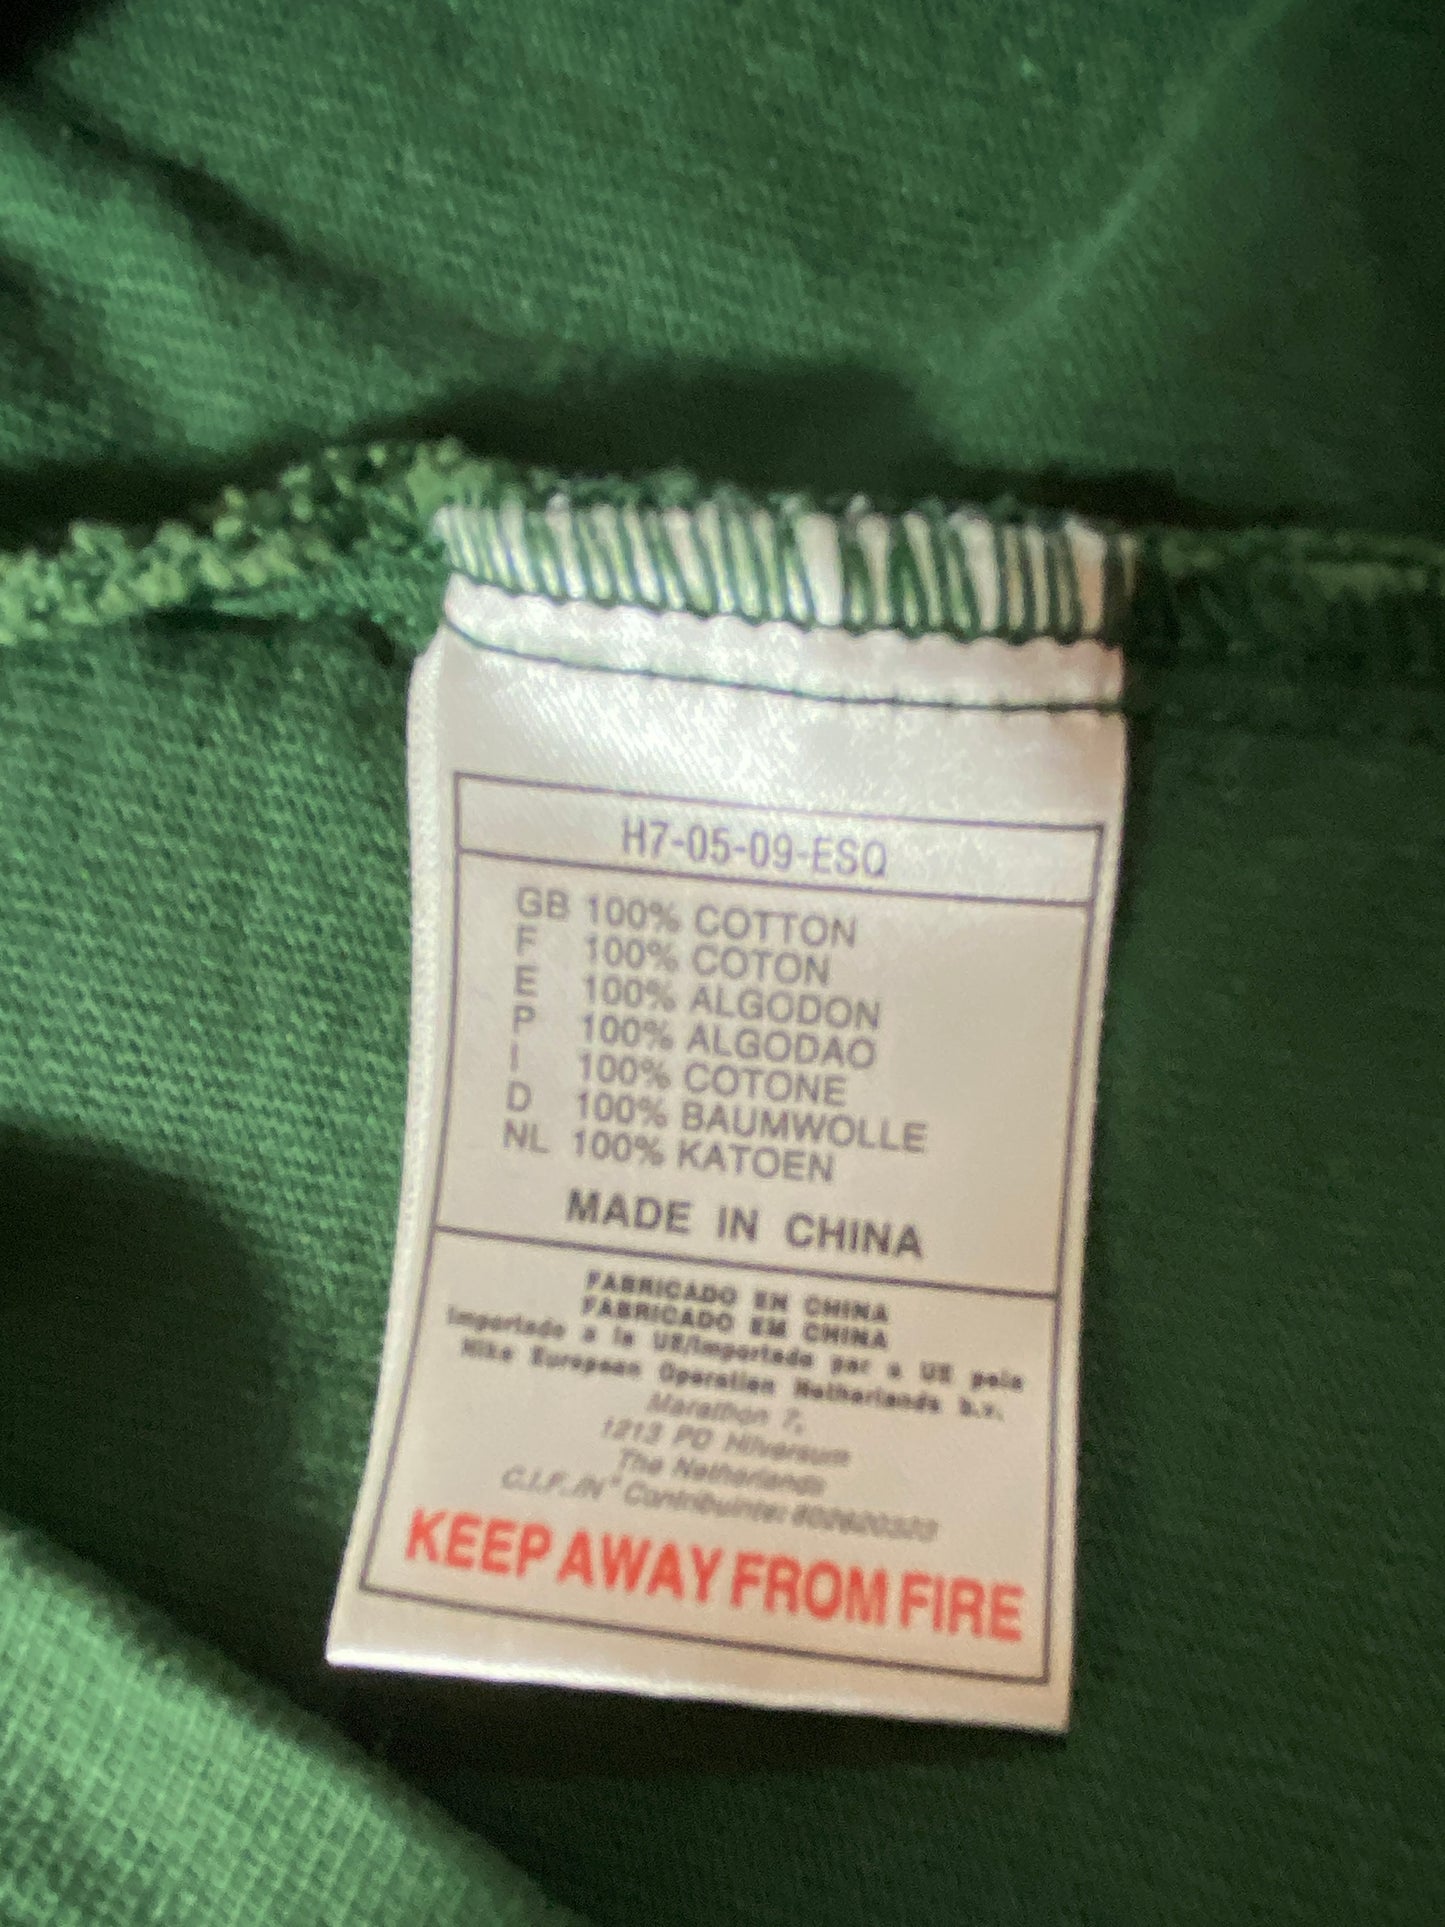 H7-05-09-ESQ
GB 100% COTTON
F 100% COTON
E 100% ALGODON
P 100% ALGODAO
I 100% COTONE
D 100% BAUMWOLLE
NL 100% KATOEN
MADE IN CHINA
FABRICADO EN CHINA
FABRICADO EM CHINA
Importado a la UE/Importado par a UE pela
Nike European Operation Netherlands b.v.
Marathon 7,
1213 PD Hilversum
The Netherlands
C.I.F./N° Contribuinte:
KEEP AWAY FROM FIRE